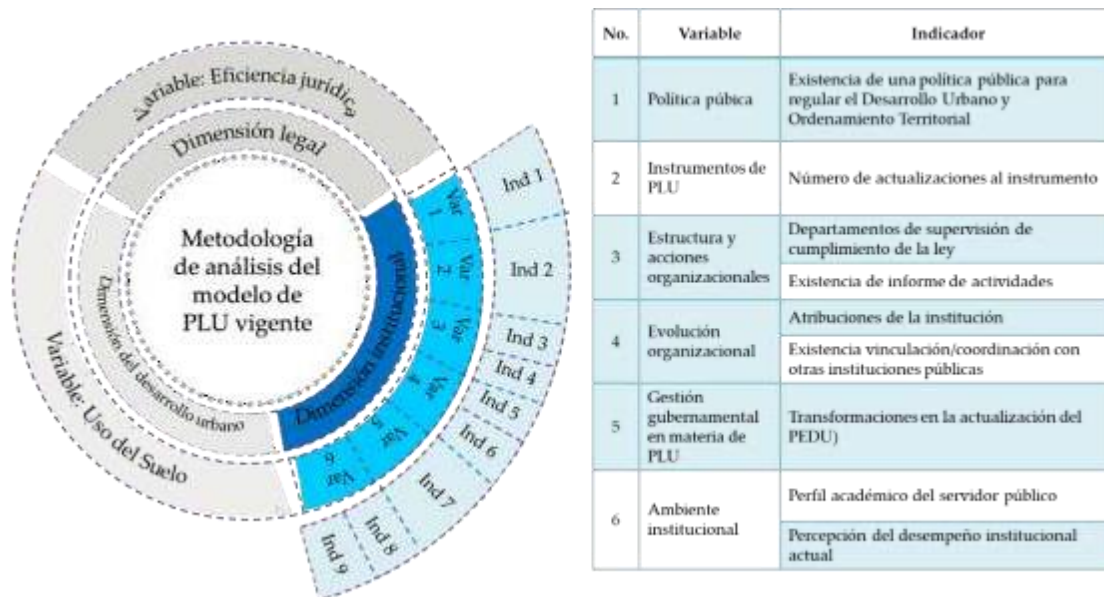 Variable: Eficiencia jurídica
Dimensión legal
Metodología
de análisis del
modelo de
PLU vigente
Dimensión del desarrollo urbano
Variable: Uso del Suelo
Dimensión institucional
Var 1
Var 2
Var 3
Var 4
Var 5
Var 6
Ind 1
Ind 2
Ind 3
Ind 4
Ind 5
Ind 6
Ind 7
Ind 8
Ind 9
No. Variable Indicador
1 Política púbica
Existencia de una política pública para
regular el Desarrollo Urbano y
Ordenamiento Territorial
2 Instrumentos de
PLU
Número de actualizaciones al instrumento
3 Estructura y
acciones
organizacionales
Departamentos de supervisión de
cumplimiento de la ley
Existencia de informe de actividades
4 Evolución
organizacional
Atribuciones de la institución
Existencia vinculación/coordinación con
otras instituciones públicas
5 Gestión
gubernamental
en materia de
PLU
Transformaciones en la actualización del
PEDU)
6 Ambiente
institucional
Perfil académico del servidor público
Percepción del desempeño institucional
actual